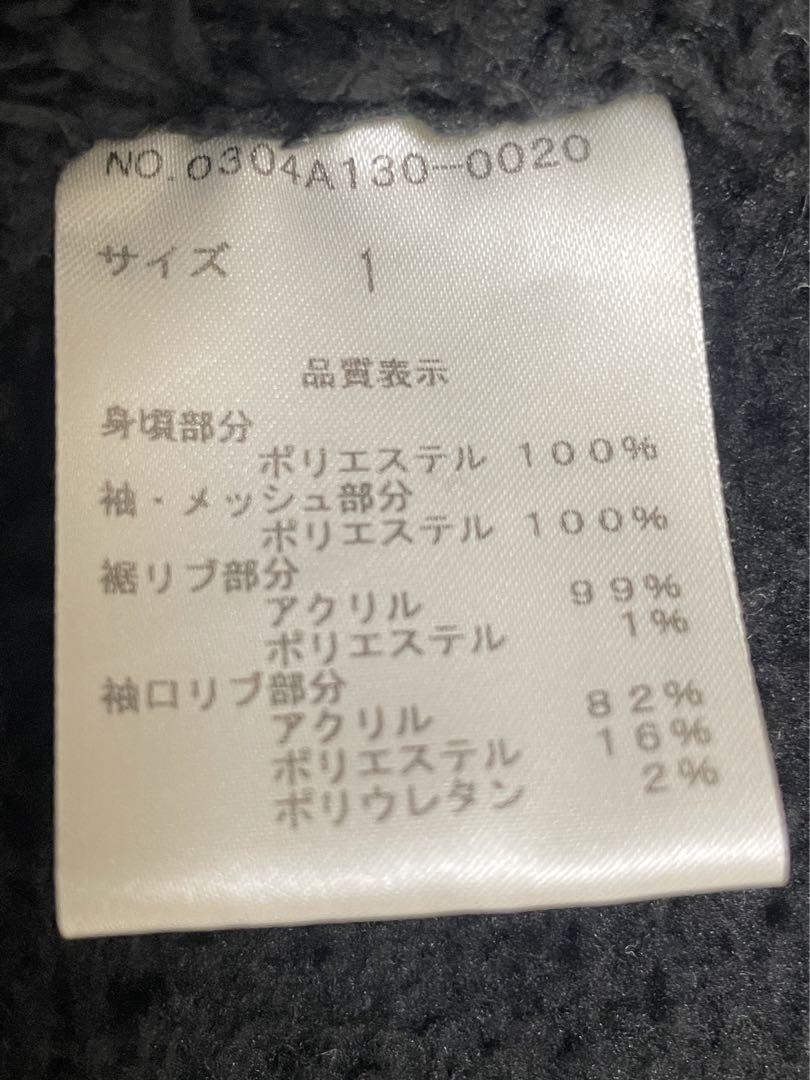 NO.0304A130-0020
サイズ 1
品質表示
身頃部分
ポリエステル 100%
袖・メッシュ部分
ポリエステル 100%
裾リブ部分
アクリル 99%
ポリエステル 1%
袖口リブ部分
アクリル 82%
ポリエステル 16%
ポリウレタン 2%